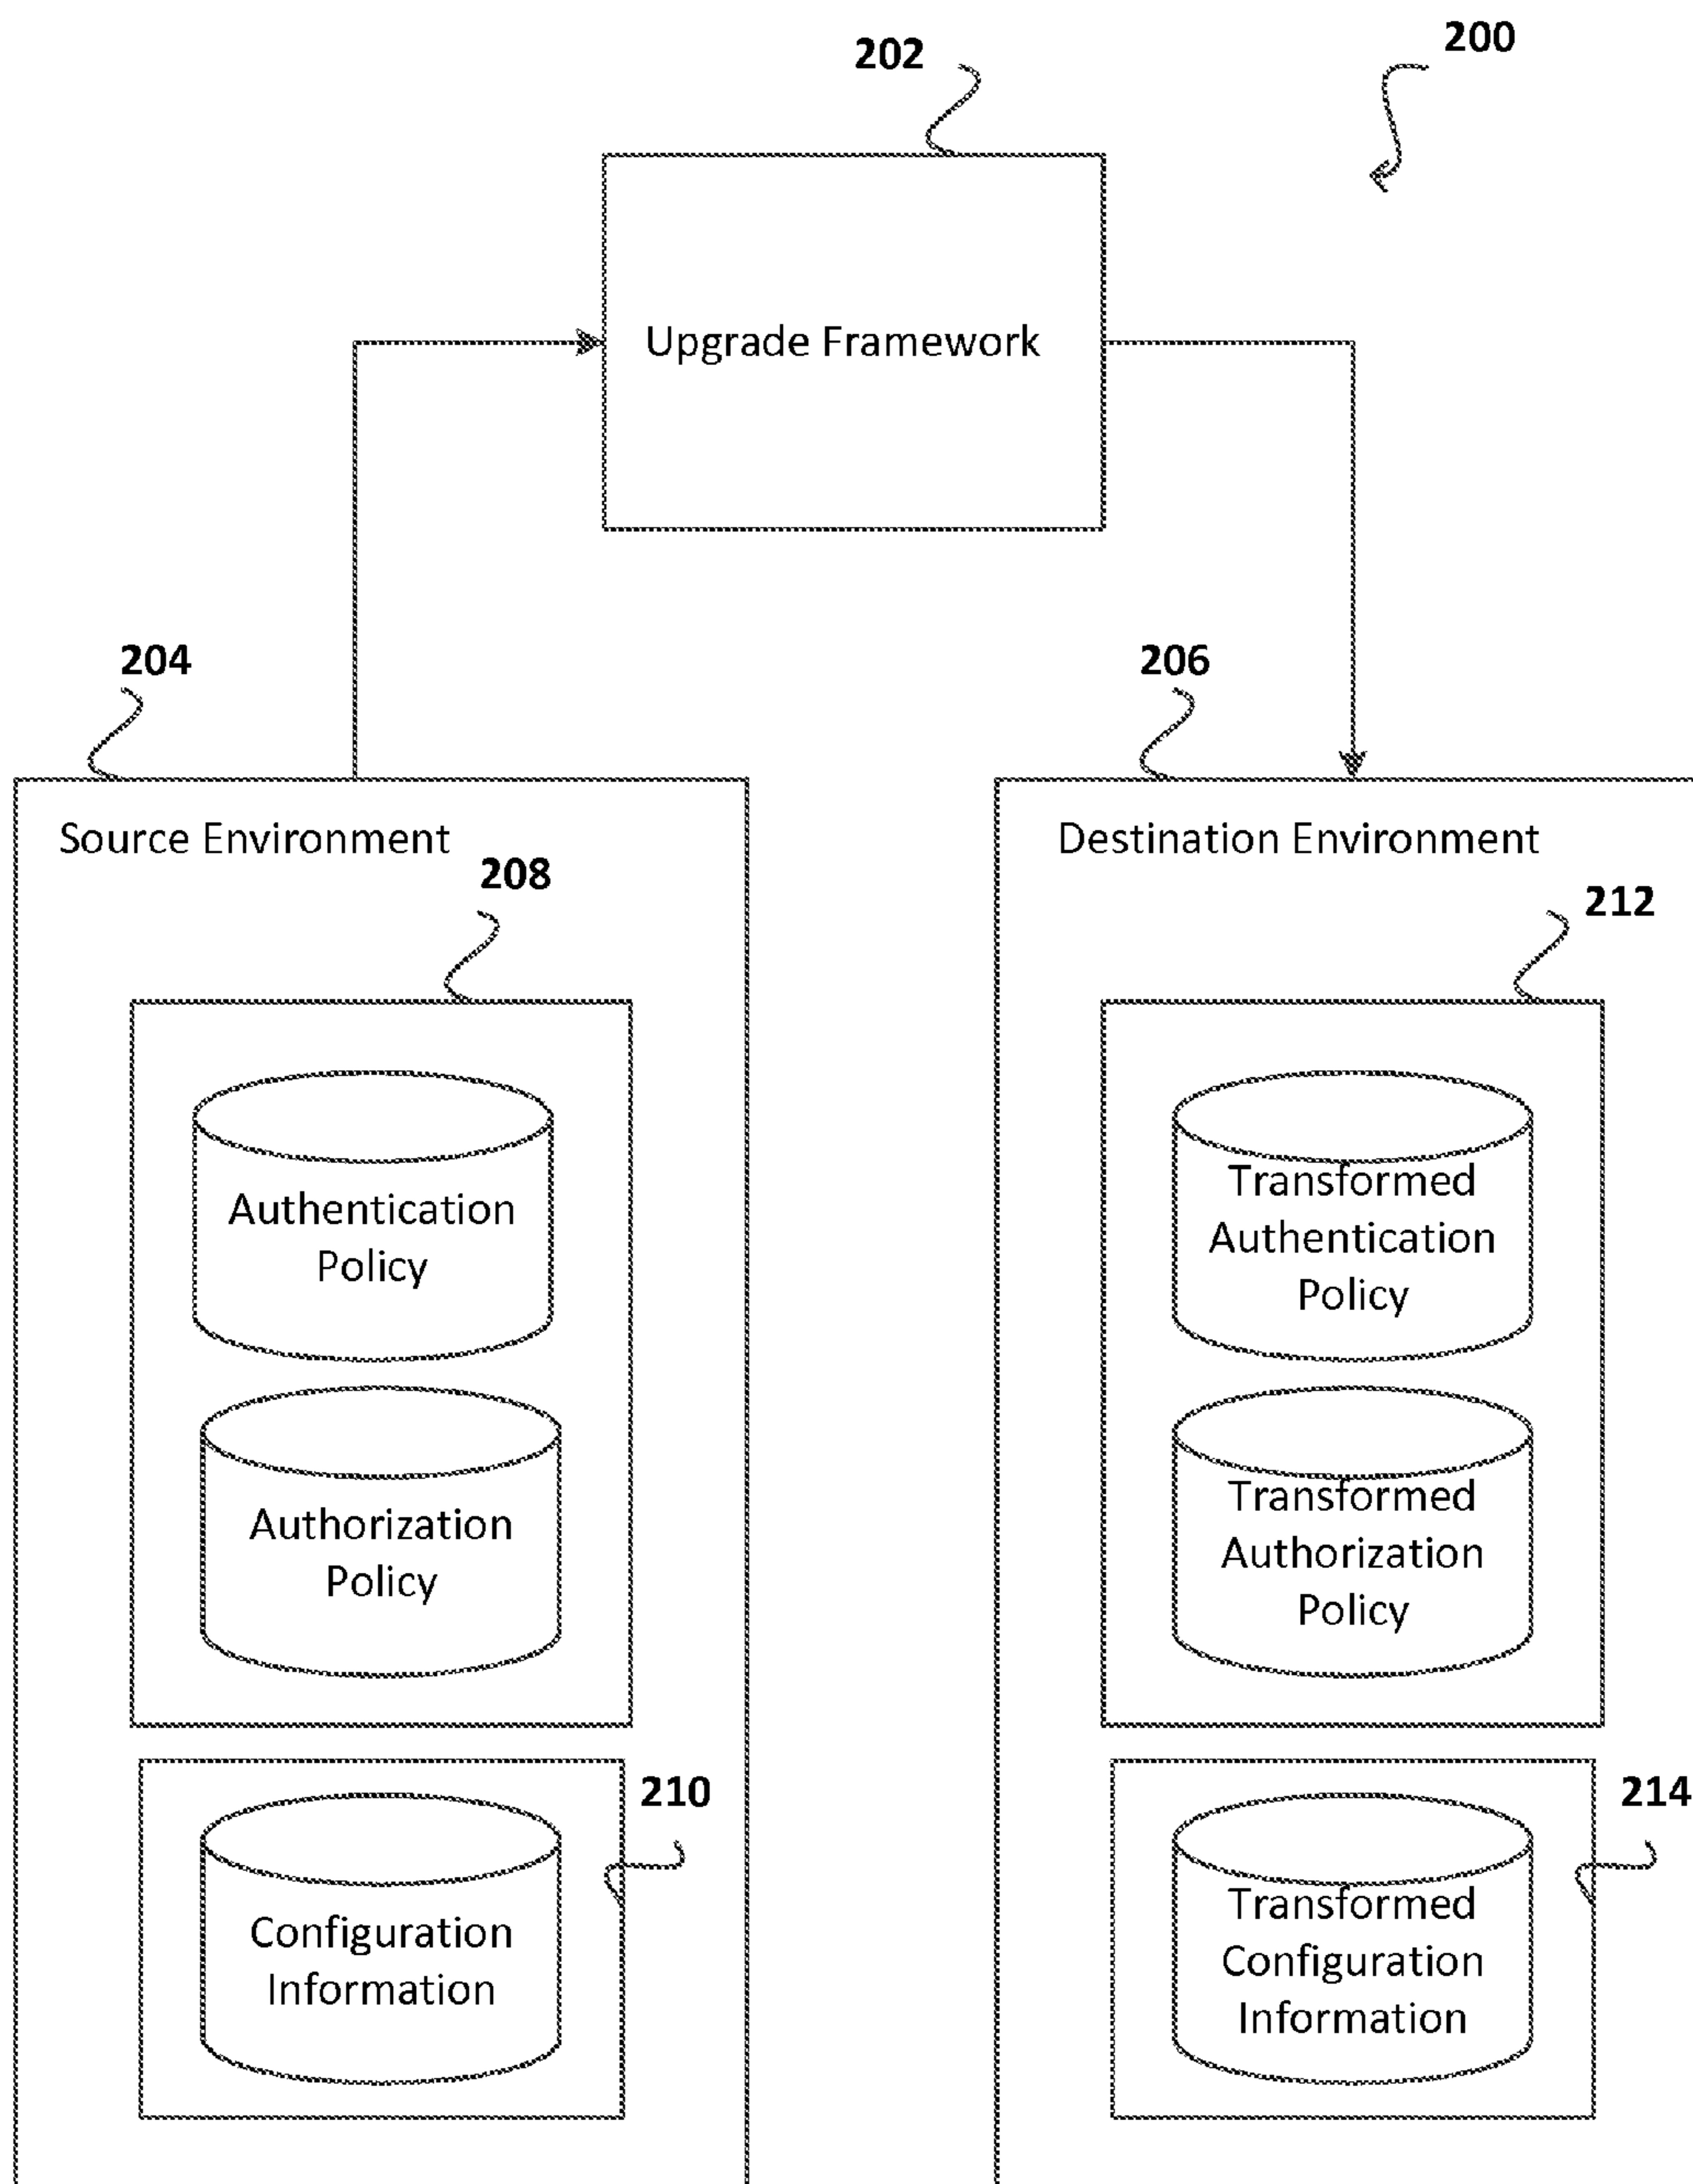 200
202
Upgrade Framework
204
206
Source Environment
Destination Environment
208
212
Authentication
Policy
Transformed
Authentication
Policy
Authorization
Policy
Transformed
Authorization
Policy
210
214
Configuration
Information
Transformed
Configuration
Information